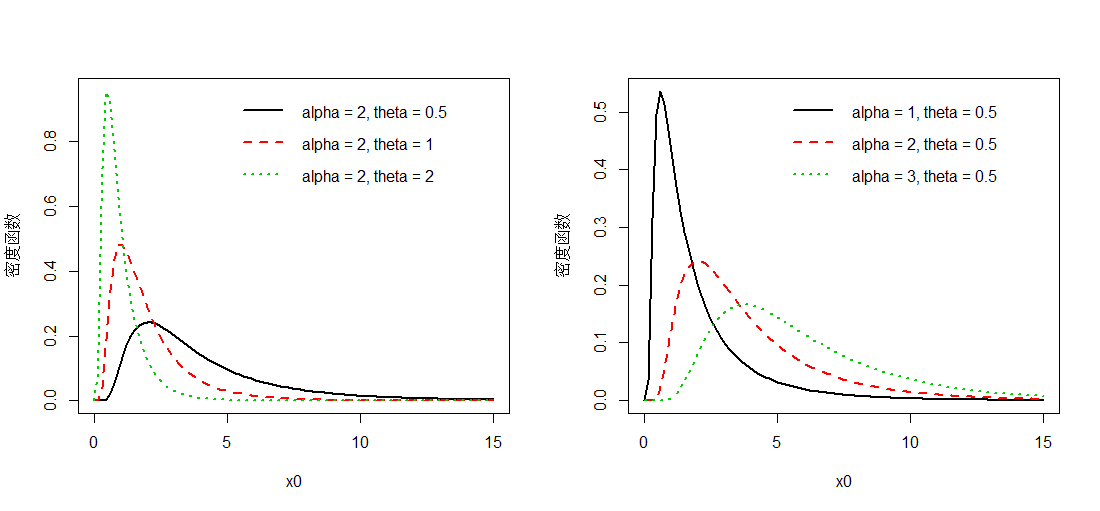 密度函数
0.0
0.2
0.4
0.6
0.8
alpha = 2, theta = 0.5
alpha = 2, theta = 1
alpha = 2, theta = 2
0
5
10
15
x0
密度函数
0.0
0.1
0.2
0.3
0.4
0.5
alpha = 1, theta = 0.5
alpha = 2, theta = 0.5
alpha = 3, theta = 0.5
0
5
10
15
x0